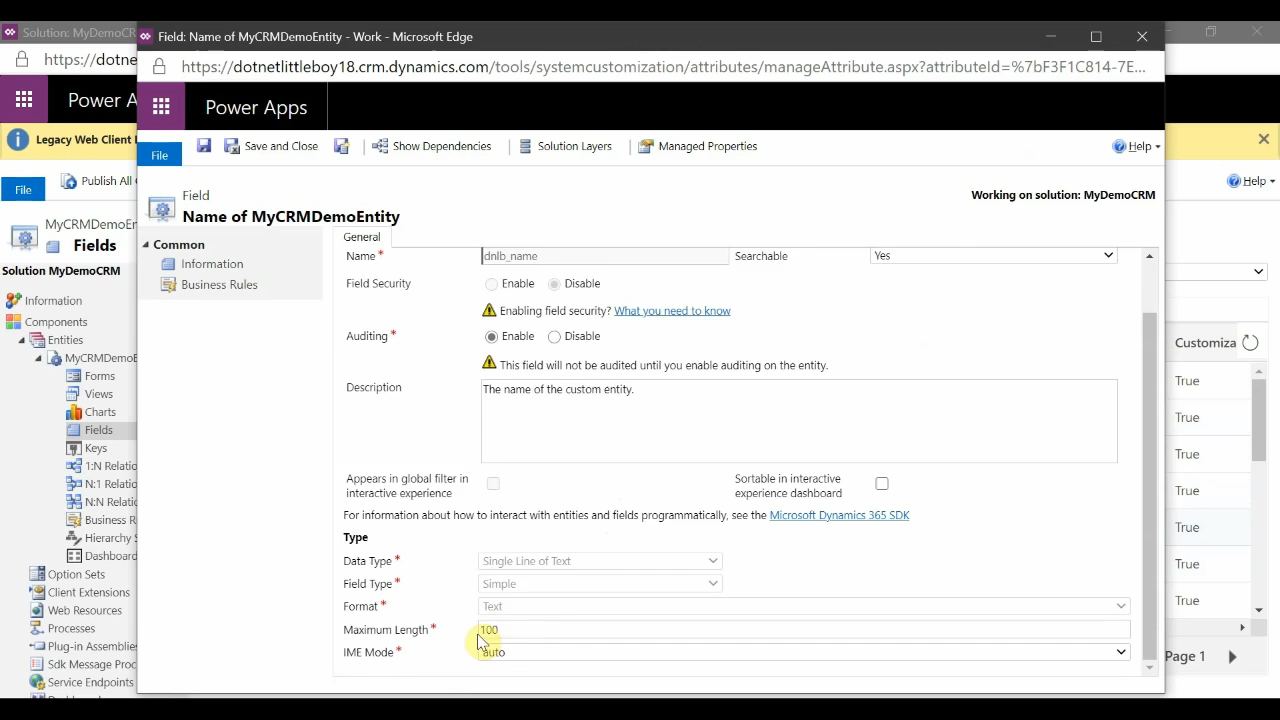 Solution: MyDemoCR
https://dotne
Power A
Legacy Web Client
File
Publish All
Help
MyCRMDemoEn
Fields
Solution MyDemoCRM
Information
Components
Entities
MyCRMDemoE
Forms
Views
Charts
Fields
Keys
1:N Relatio
N:1 Relatio
N:N Relatio
Business R
Hierarchy S
Dashboard
Option Sets
Client Extensions
Web Resources
Processes
Plug-in Assemblies
Sdk Message Proc
Service Endpoints
Field: Name of MyCRMDemoEntity - Work - Microsoft Edge
https://dotnetlittleboy18.crm.dynamics.com/tools/systemcustomization/attributes/manageAttribute.aspx?attributeId=%7bF3F1C814-7E...
Power Apps
File
Save and Close
Show Dependencies
Solution Layers
Managed Properties
Help
Field
Name of MyCRMDemoEntity
Working on solution: MyDemoCRM
Common
Information
Business Rules
General
Name* dnlb_name Searchable Yes
Field Security Enable Disable
Enabling field security? What you need to know
Auditing* Enable Disable
This field will not be audited until you enable auditing on the entity.
Description The name of the custom entity.
Appears in global filter in
interactive experience
Sortable in interactive
experience dashboard
For information about how to interact with entities and fields programmatically, see the Microsoft Dynamics 365 SDK
Type
Data Type* Single Line of Text
Field Type* Simple
Format* Text
Maximum Length* 100
IME Mode* auto
Customiza
True
True
True
True
True
True
True
Page 1